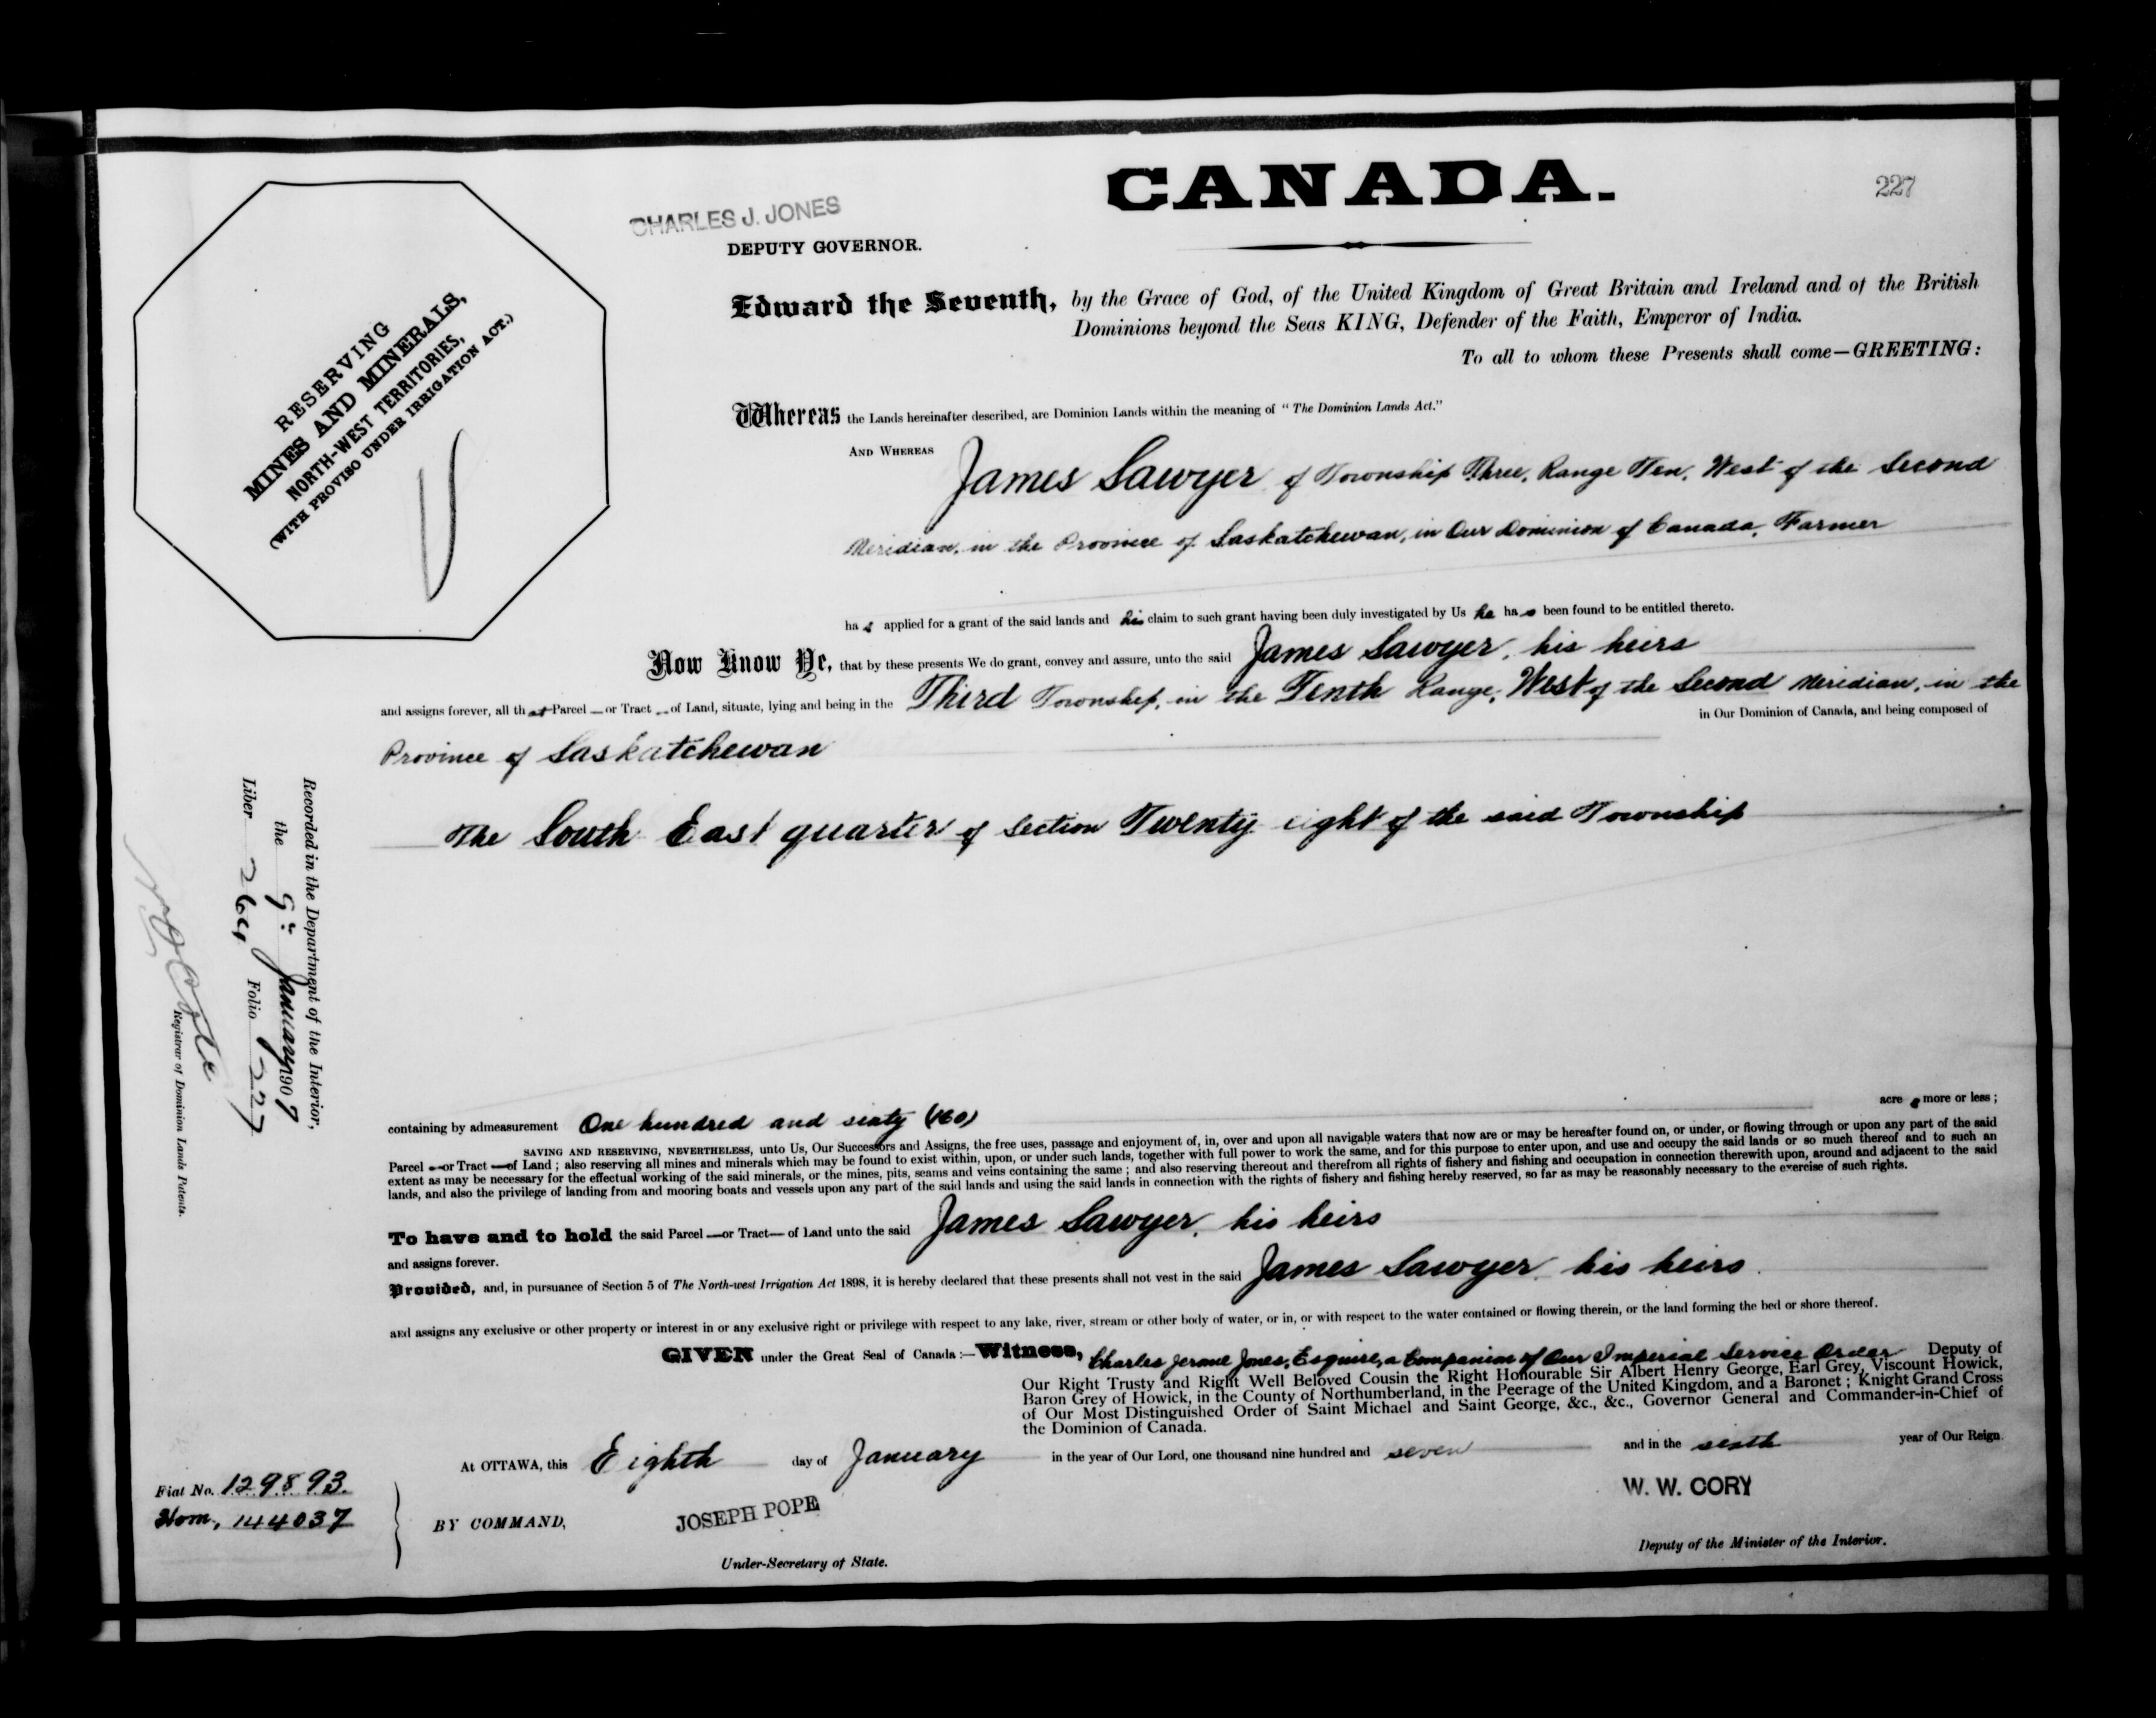 CANADA.
227
CHARLES J. JONES
DEPUTY GOVERNOR.
RESERVING
MINES AND MINERALS,
NORTH-WEST TERRITORIES,
(WITH PROVISO UNDER IRRIGATION ACT.)
Edward the Seventh, by the Grace of God, of the United Kingdom of Great Britain and Ireland and of the British
Dominions beyond the Seas KING, Defender of the Faith, Emperor of India.
To all to whom these Presents shall come—GREETING:
Whereas the Lands hereinafter described, are Dominion Lands within the meaning of "The Dominion Lands Act."
AND WHEREAS James Sawyer of Township Three, Range Ten, West of the Second
Meridian, in the Province of Saskatchewan, in Our Dominion of Canada, Farmer
has applied for a grant of the said lands and his claim to such grant having been duly investigated by Us he has been found to be entitled thereto.
Now Know Ye, that by these presents We do grant, convey and assure, unto the said James Sawyer, his heirs
and assigns forever, all that Parcel — or Tract — of Land, situate, lying and being in the Third Township, in the Tenth Range, West of the Second Meridian, in the
in Our Dominion of Canada, and being composed of
Province of Saskatchewan
The South East quarter of Section Twenty eight of the said Township
containing by admeasurement One hundred and sixty (160) acres more or less;
SAVING AND RESERVING, NEVERTHELESS, unto Us, Our Successors and Assigns, the free uses, passage and enjoyment of, in, over and upon all navigable waters that now are or may be hereafter found on, or under, or flowing through or upon any part of the said
Parcel — or Tract — of Land; also reserving all mines and minerals which may be found to exist within, upon, or under such lands, together with full power to work the same, and for this purpose to enter upon, and use and occupy the said lands or so much thereof and to such an
extent as may be necessary for the effectual working of the said minerals, or the mines, pits, seams and veins containing the same; and also reserving thereout and therefrom all rights of fishery and fishing and occupation in connection therewith upon, around and adjacent to the said
lands, and also the privilege of landing from and mooring boats and vessels upon any part of the said lands and using the said lands in connection with the rights of fishery and fishing hereby reserved, so far as may be reasonably necessary to the exercise of such rights.
To have and to hold the said Parcel — or Tract — of Land unto the said James Sawyer, his heirs
and assigns forever.
Provided, and, in pursuance of Section 5 of The North-west Irrigation Act 1898, it is hereby declared that these presents shall not vest in the said James Sawyer, his heirs
and assigns any exclusive or other property or interest in or any exclusive right or privilege with respect to any lake, river, stream or other body of water, or in, or with respect to the water contained or flowing therein, or the land forming the bed or shore thereof.
GIVEN under the Great Seal of Canada:—Witness, Charles Jerome Jones, Esquire, a Companion of Our Imperial Service Order Deputy of
Our Right Trusty and Right Well Beloved Cousin the Right Honourable Sir Albert Henry George, Earl Grey, Viscount Howick,
Baron Grey of Howick, in the County of Northumberland, in the Peerage of the United Kingdom, and a Baronet; Knight Grand Cross
of Our Most Distinguished Order of Saint Michael and Saint George, &c., &c., Governor General and Commander-in-Chief of
the Dominion of Canada.
At OTTAWA, this Eighth day of January in the year of Our Lord, one thousand nine hundred and seven and in the sixth year of Our Reign.
Fiat No. 129893.
Hom, 144037
BY COMMAND,
JOSEPH POPE
Under-Secretary of State.
W. W. CORY
Deputy of the Minister of the Interior.
Recorded in the Department of the Interior,
the 9th January 1907
Liber 269 Folio 227
Registrar of Dominion Lands Patents.